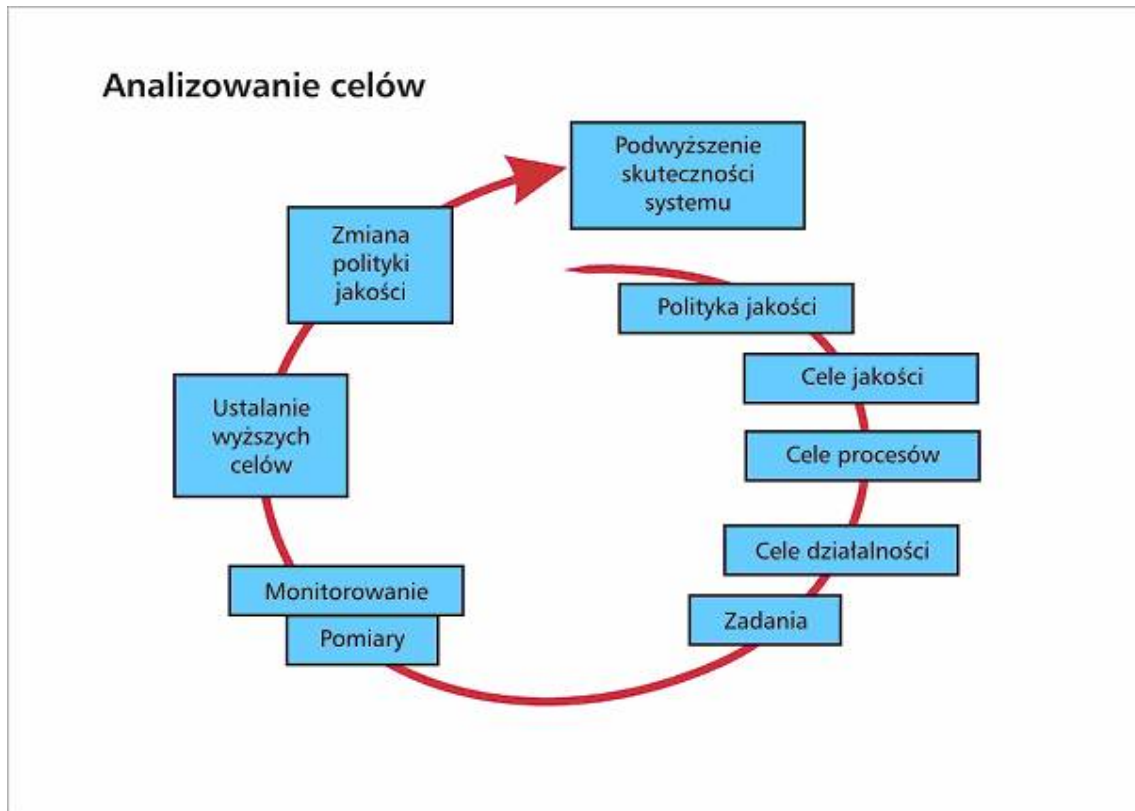 Analizowanie celów
Podwyższenie
skuteczności
systemu
Zmiana
polityki
jakości
Polityka jakości
Cele jakości
Ustalanie
wyższych
celów
Cele procesów
Cele działalności
Monitorowanie
Zadania
Pomiary